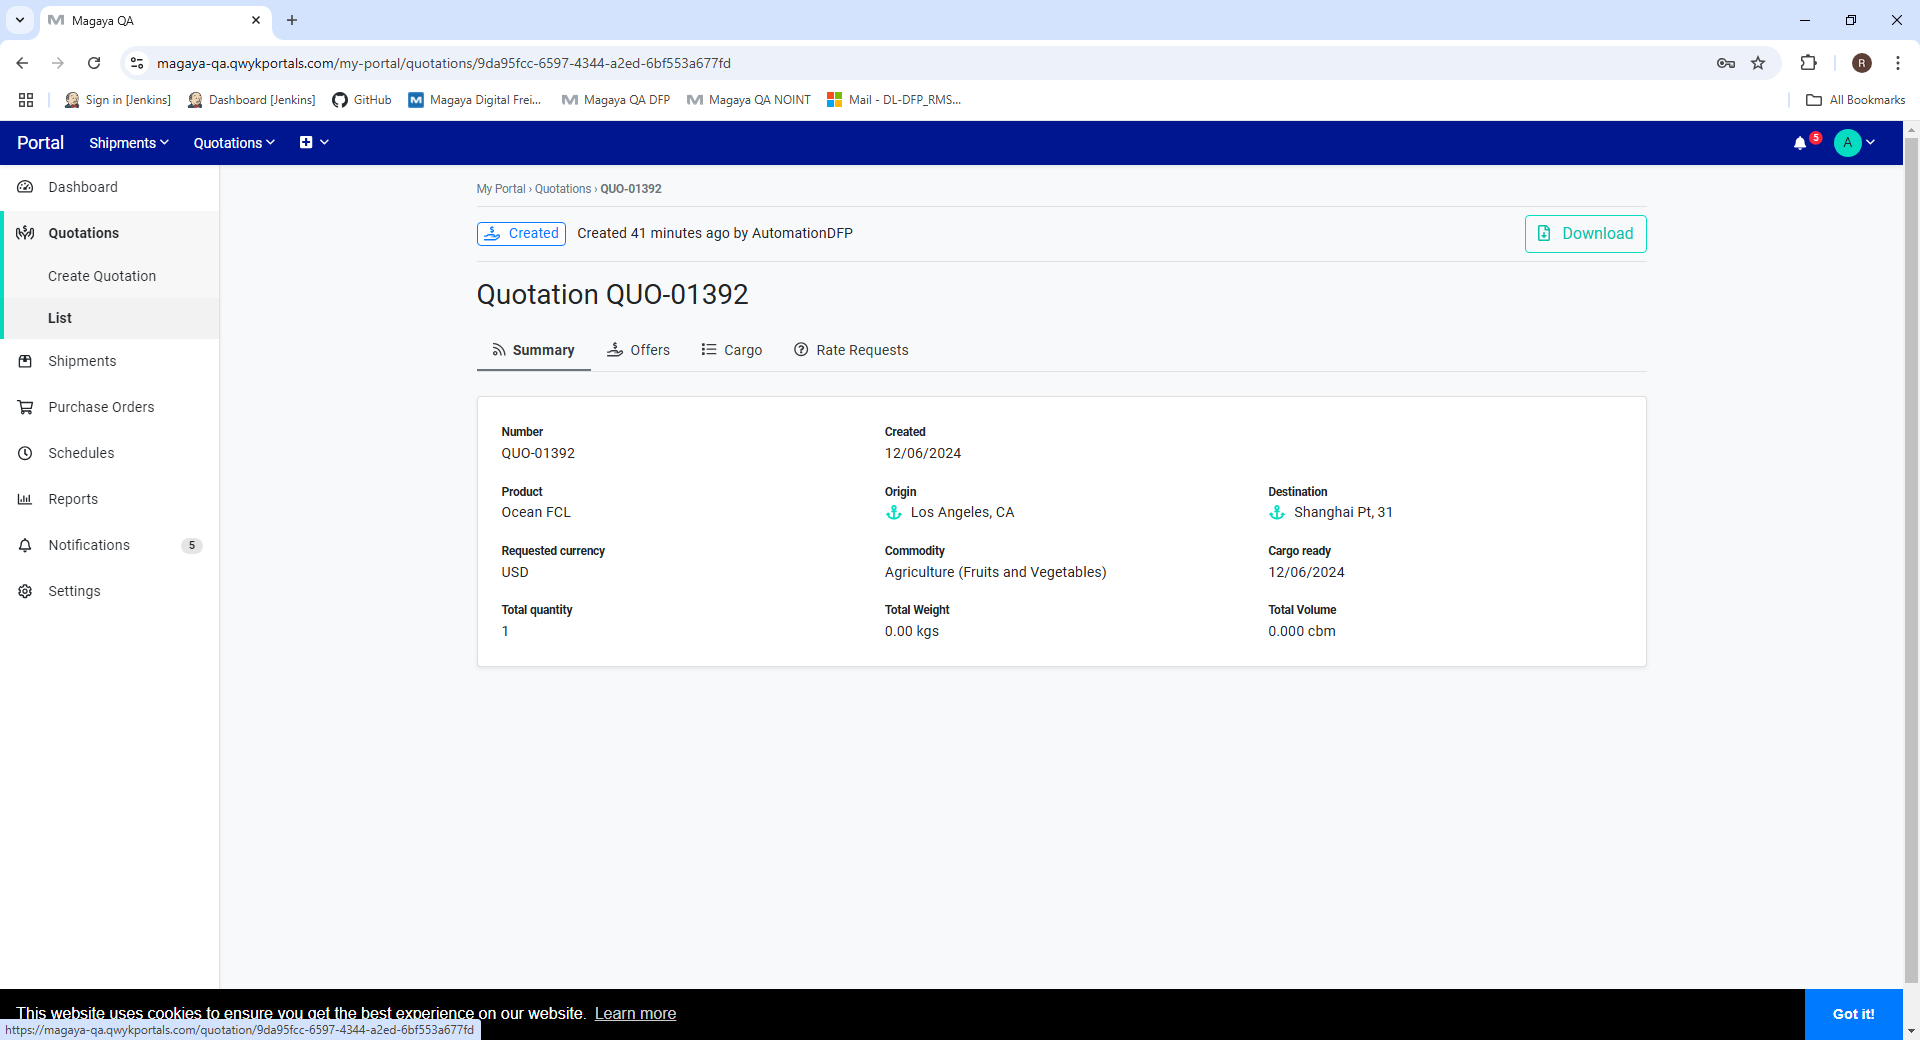 Magaya QA
magaya-qa.qwykportals.com/my-portal/quotations/9da95fcc-6597-4344-a2ed-6bf553a677fd
R
Sign in [Jenkins]
Dashboard [Jenkins]
GitHub
Magaya Digital Frei...
Magaya QA DFP
Magaya QA NOINT
Mail - DL-DFP_RMS...
All Bookmarks
Portal
Shipments
Quotations
5
A
Dashboard
Quotations
Create Quotation
List
Shipments
Purchase Orders
Schedules
Reports
Notifications 5
Settings
My Portal › Quotations › QUO-01392
Created
Created 41 minutes ago by AutomationDFP
Download
Quotation QUO-01392
Summary
Offers
Cargo
Rate Requests
Number
QUO-01392
Created
12/06/2024
Product
Ocean FCL
Origin
Los Angeles, CA
Destination
Shanghai Pt, 31
Requested currency
USD
Commodity
Agriculture (Fruits and Vegetables)
Cargo ready
12/06/2024
Total quantity
1
Total Weight
0.00 kgs
Total Volume
0.000 cbm
This website uses cookies to ensure you get the best experience on our website. Learn more
Got it!
https://magaya-qa.qwykportals.com/quotation/9da95fcc-6597-4344-a2ed-6bf553a677fd